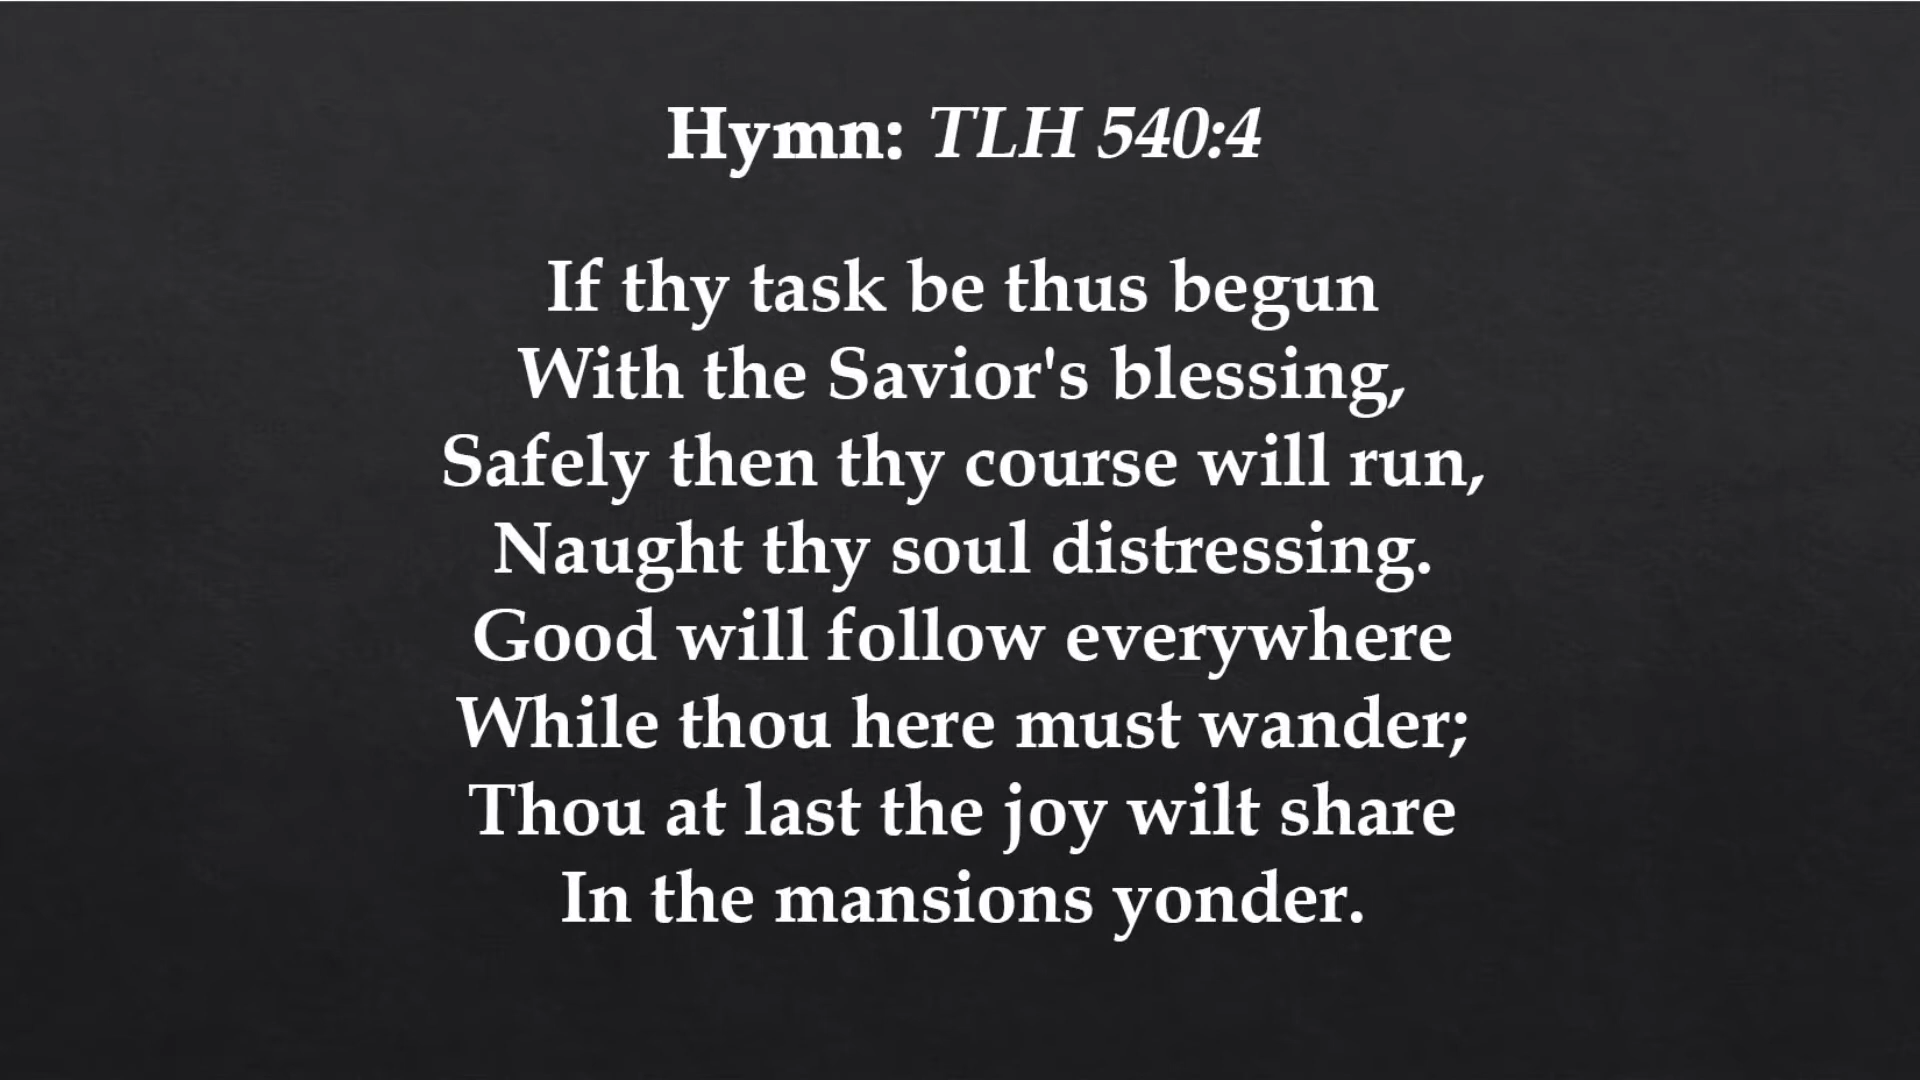 Hymn: TLH 540:4
If thy task be thus begun
With the Savior's blessing,
Safely then thy course will run,
Naught thy soul distressing.
Good will follow everywhere
While thou here must wander;
Thou at last the joy wilt share
In the mansions yonder.